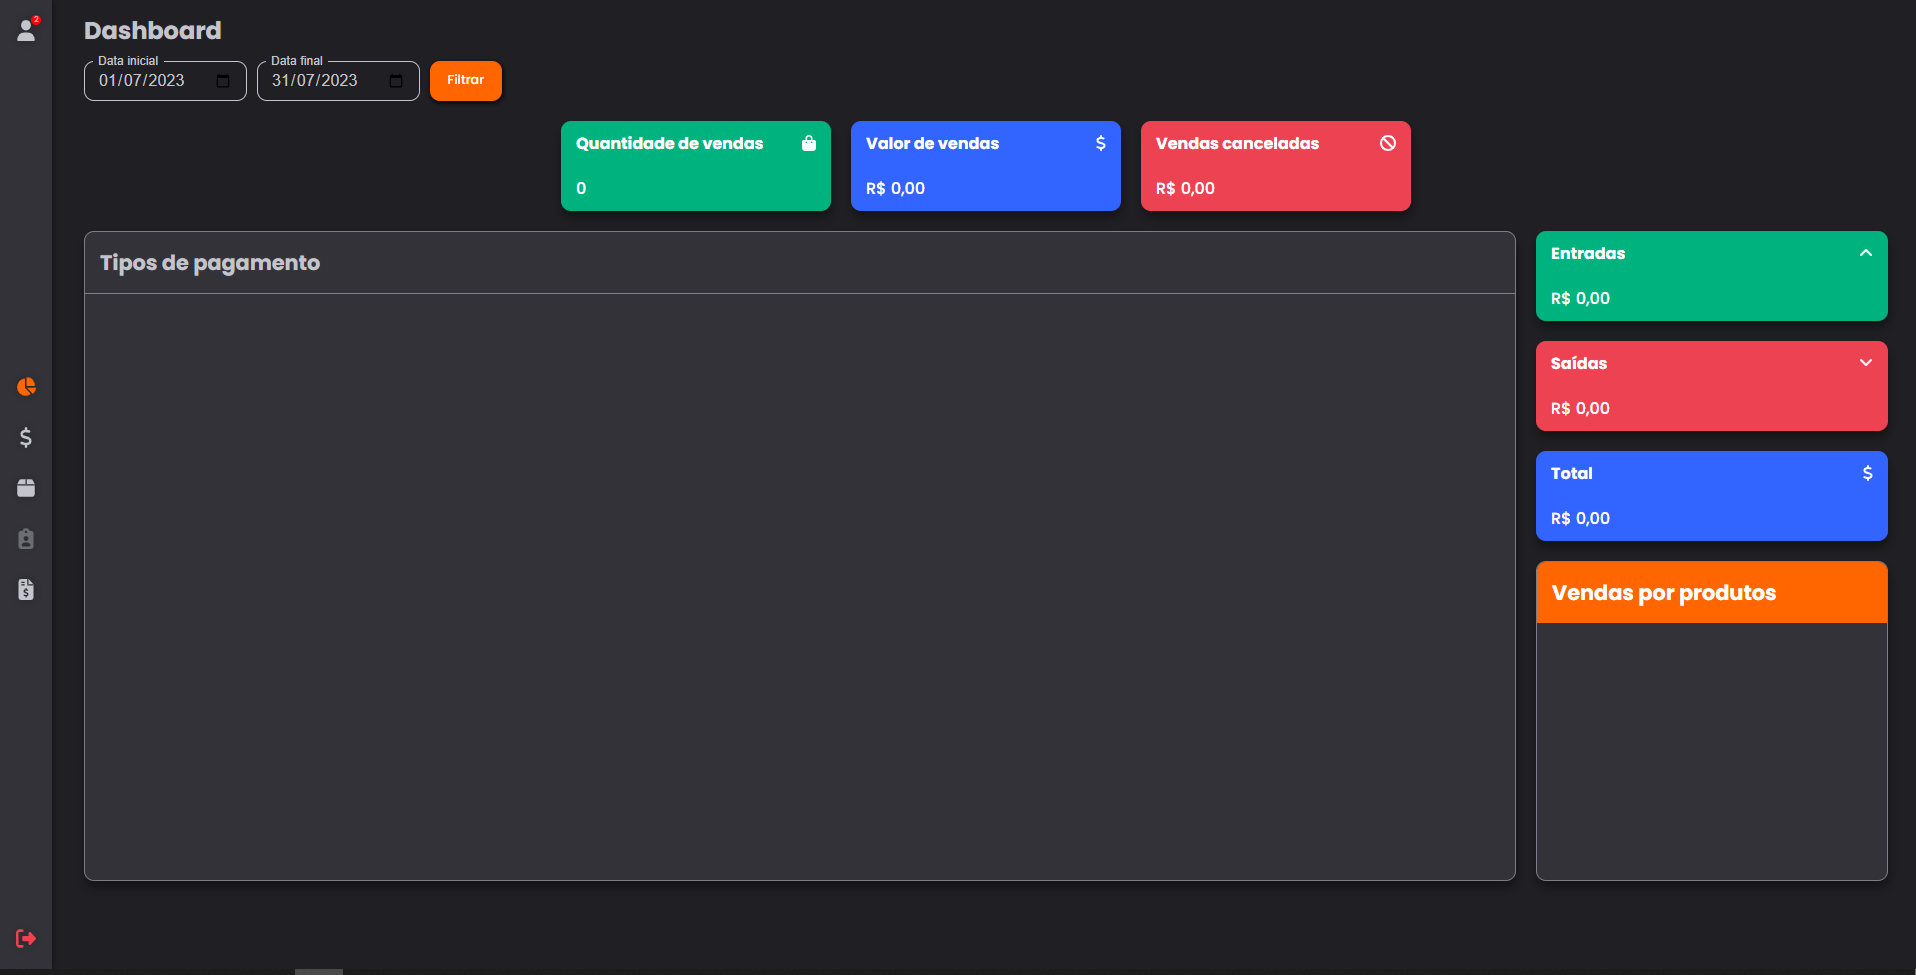 2
Dashboard
Data inicial
01/07/2023
Data final
31/07/2023
Filtrar
Quantidade de vendas
0
Valor de vendas
$
R$ 0,00
Vendas canceladas
R$ 0,00
Tipos de pagamento
Entradas
R$ 0,00
Saídas
R$ 0,00
Total
$
R$ 0,00
Vendas por produtos
$
$